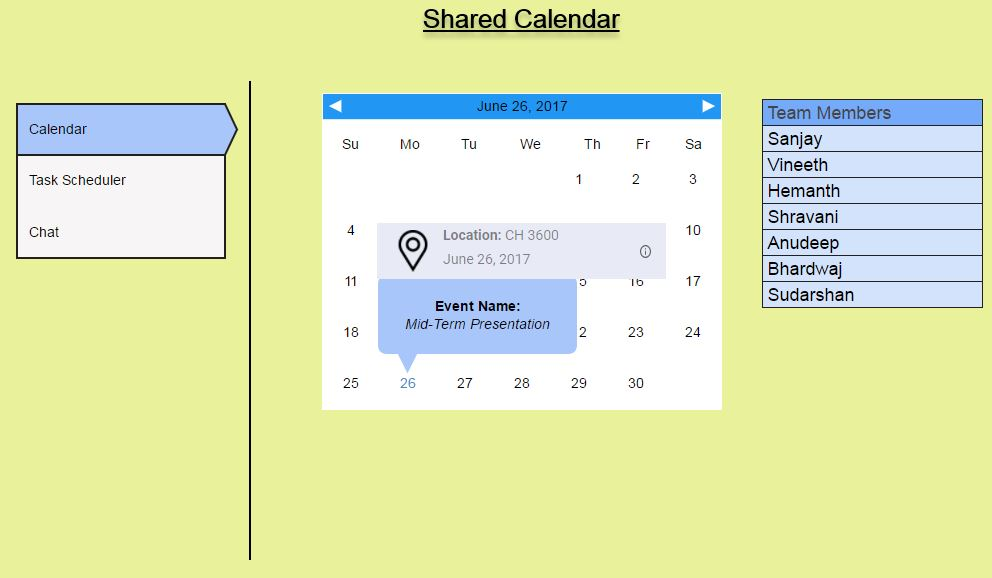 Shared Calendar
Calendar
Task Scheduler
Chat
June 26, 2017
Su Mo Tu We Th Fr Sa
1 2 3
4 10
Location: CH 3600
June 26, 2017
11 5 16 17
Event Name:
Mid-Term Presentation
18 2 23 24
25 26 27 28 29 30
Team Members
Sanjay
Vineeth
Hemanth
Shravani
Anudeep
Bhardwaj
Sudarshan